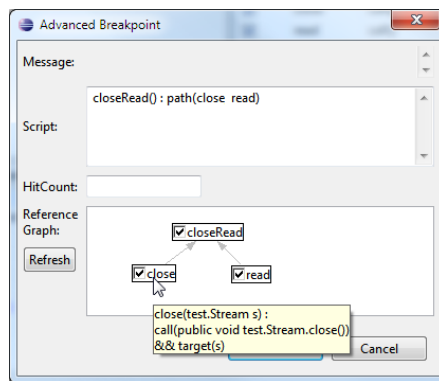 Advanced Breakpoint
Message:
closeRead() : path(close read)
Script:
HitCount:
Reference
Graph:
closeRead
Refresh
close
read
close(test.Stream s) :
call(public void test.Stream.close())
&& target(s)
Cancel